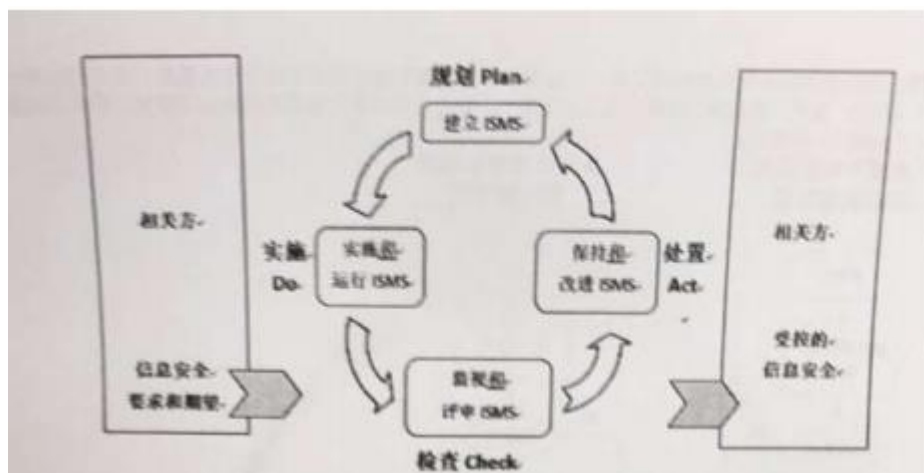 规划 Plan
建立 ISMS
相关方
实施
Do
实施和
运行 ISMS
保持和
改进 ISMS
处置
Act
相关方
信息安全
要求和期望
受控的
信息安全
监视和
评审 ISMS
检查 Check